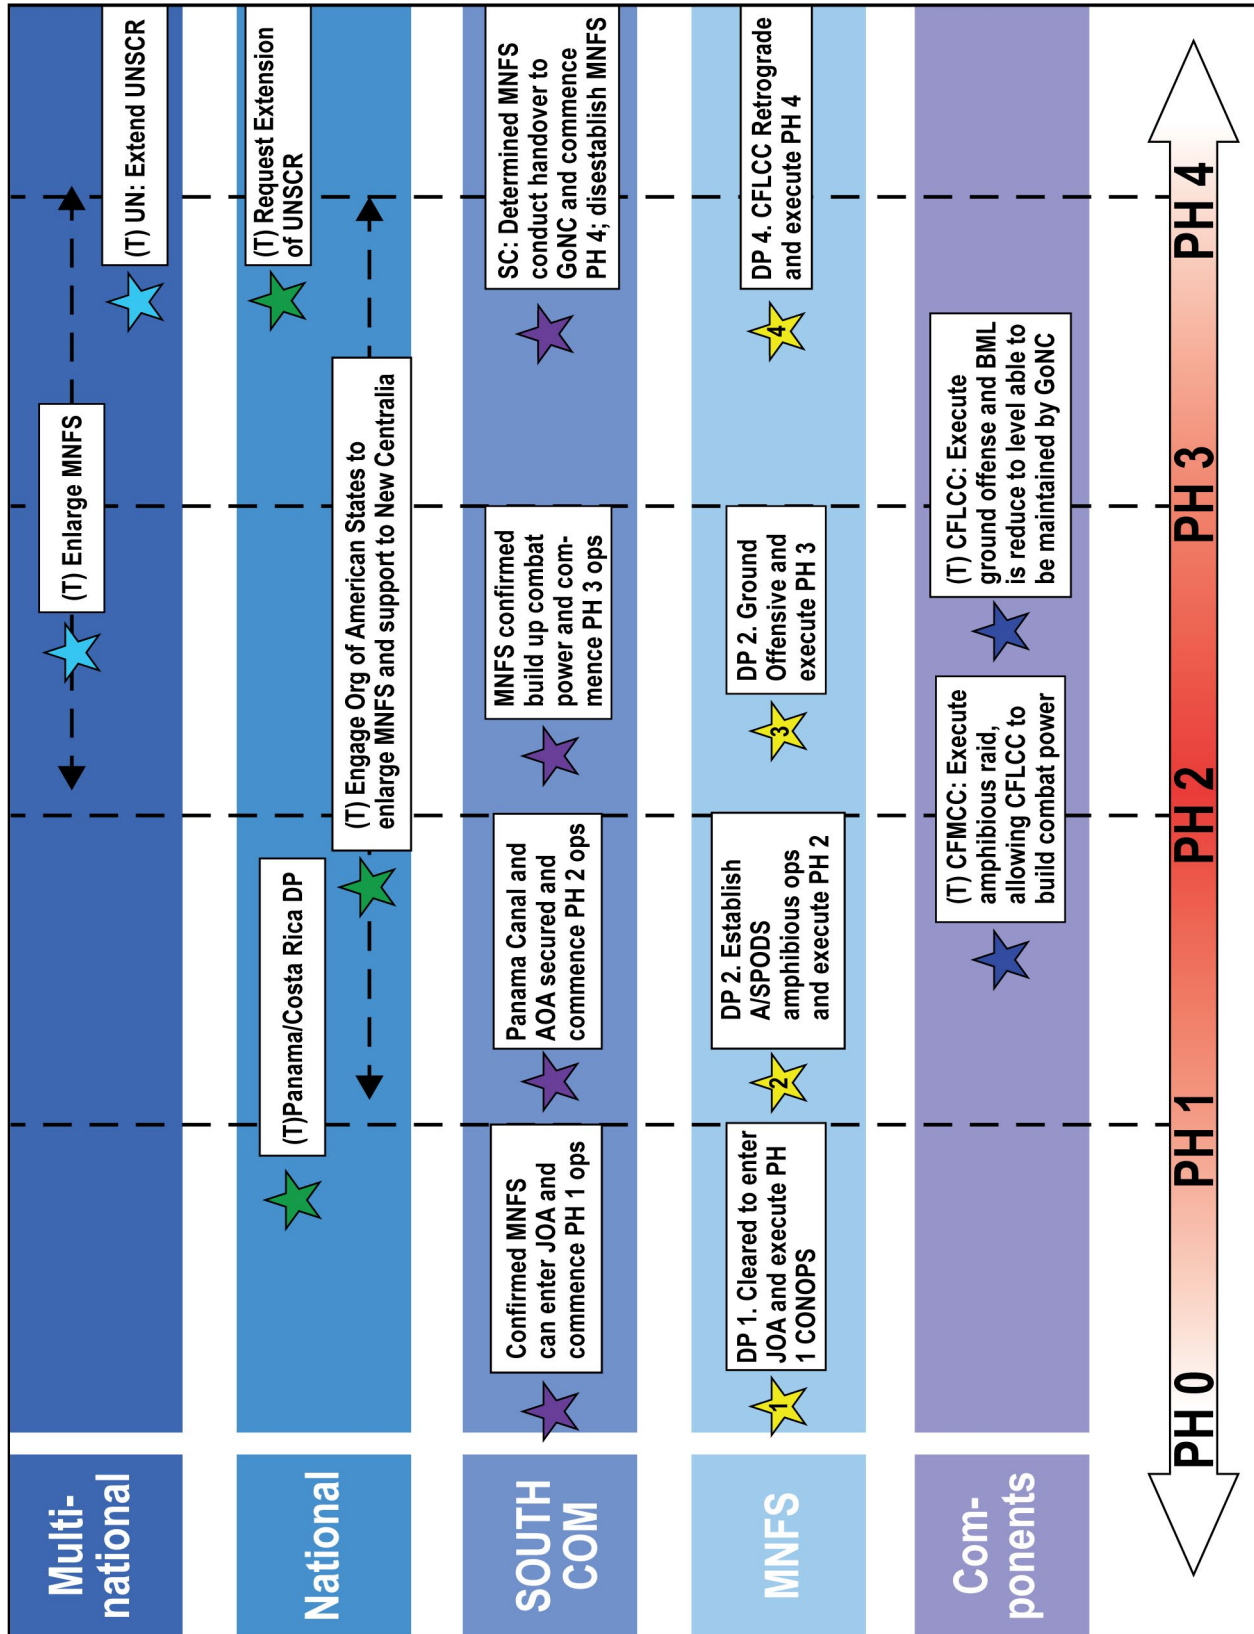 Multi-
national
(T) Enlarge MNFS
(T) UN: Extend UNSCR
National
(T)Panama/Costa Rica DP
(T) Engage Org of American States to
enlarge MNFS and support to New Centralia
(T) Request Extension
of UNSCR
SOUTH
COM
Confirmed MNFS
can enter JOA and
commence PH 1 ops
Panama Canal and
AOA secured and
commence PH 2 ops
MNFS confirmed
build up combat
power and com-
mence PH 3 ops
SC: Determined MNFS
conduct handover to
GoNC and commence
PH 4; disestablish MNFS
MNFS
1
DP 1. Cleared to enter
JOA and execute PH
1 CONOPS
2
DP 2. Establish
A/SPODS
amphibious ops
and execute PH 2
3
DP 2. Ground
Offensive and
execute PH 3
4
DP 4. CFLCC Retrograde
and execute PH 4
Com-
ponents
(T) CFMCC: Execute
amphibious raid,
allowing CFLCC to
build combat power
(T) CFLCC: Execute
ground offense and BML
is reduce to level able to
be maintained by GoNC
PH 0
PH 1
PH 2
PH 3
PH 4